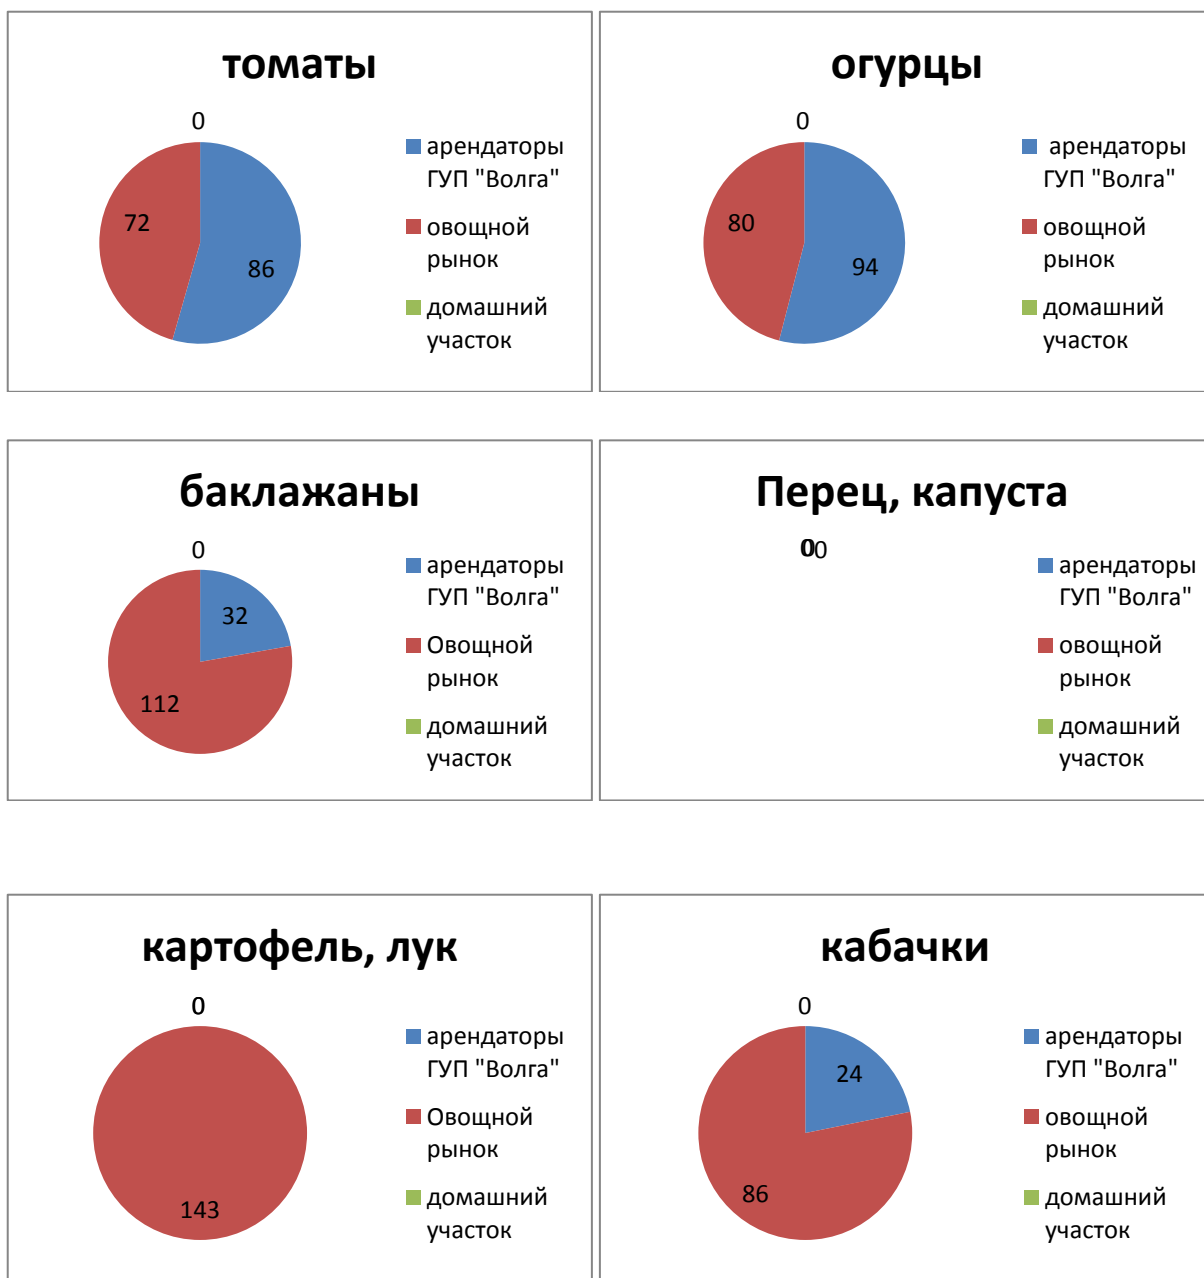 томаты
0
72
86
арендаторы
ГУП "Волга"
овощной
рынок
домашний
участок
огурцы
0
80
94
арендаторы
ГУП "Волга"
овощной
рынок
домашний
участок
баклажаны
0
32
112
арендаторы
ГУП "Волга"
Овощной
рынок
домашний
участок
Перец, капуста
00
арендаторы
ГУП "Волга"
овощной
рынок
домашний
участок
картофель, лук
0
143
арендаторы
ГУП "Волга"
Овощной
рынок
домашний
участок
кабачки
0
24
86
арендаторы
ГУП "Волга"
овощной
рынок
домашний
участок